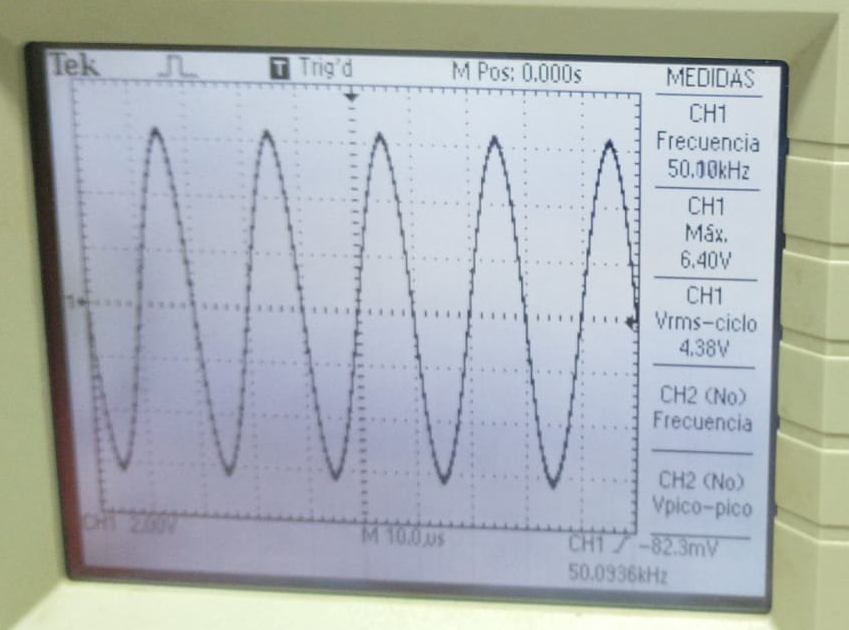 Tek
T Trig'd
M Pos: 0.000s
MEDIDAS
CH1
Frecuencia
50.00kHz
CH1
Máx.
6.40V
CH1
Vrms-ciclo
4.38V
CH2 (No)
Frecuencia
CH2 (No)
Vpico-pico
1
CH1 2.00V
M 10.0µs
CH1 -82.3mV
50.0936kHz